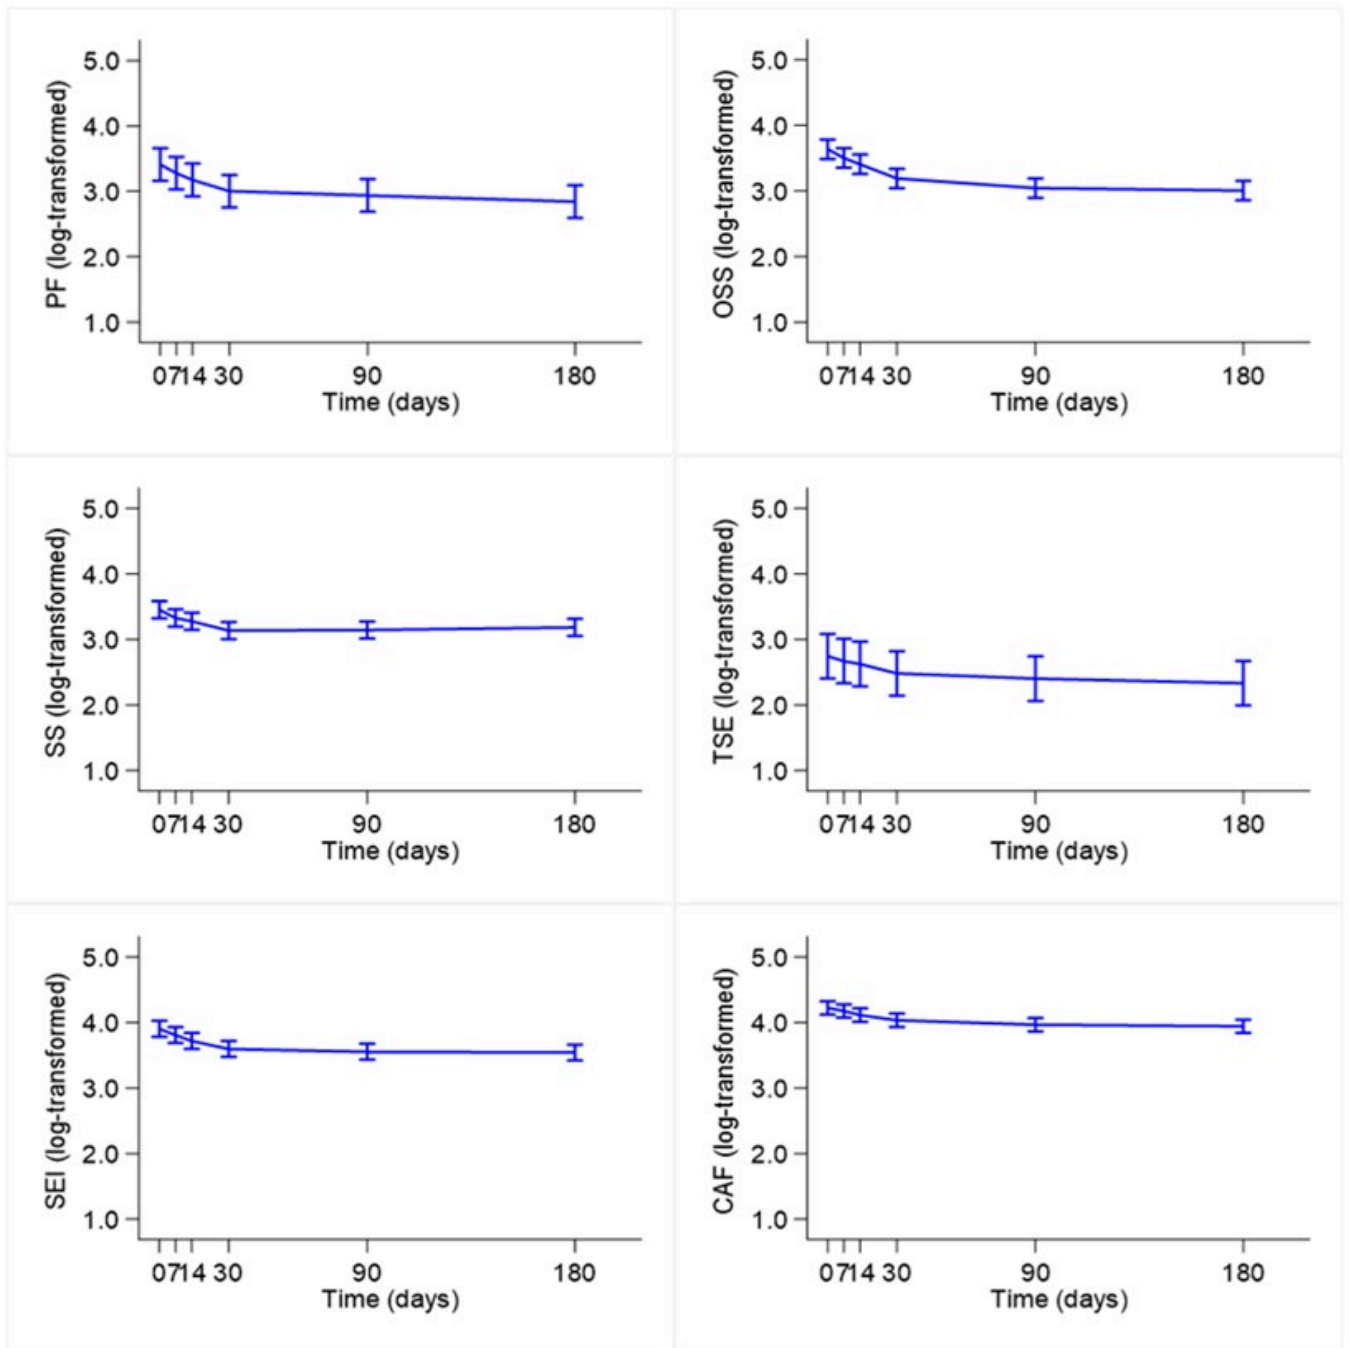 PF (log-transformed)
5.0
4.0
3.0
2.0
1.0
0 7 14 30 90 180
Time (days)
OSS (log-transformed)
5.0
4.0
3.0
2.0
1.0
0 7 14 30 90 180
Time (days)
SS (log-transformed)
5.0
4.0
3.0
2.0
1.0
0 7 14 30 90 180
Time (days)
TSE (log-transformed)
5.0
4.0
3.0
2.0
1.0
0 7 14 30 90 180
Time (days)
SEI (log-transformed)
5.0
4.0
3.0
2.0
1.0
0 7 14 30 90 180
Time (days)
CAF (log-transformed)
5.0
4.0
3.0
2.0
1.0
0 7 14 30 90 180
Time (days)